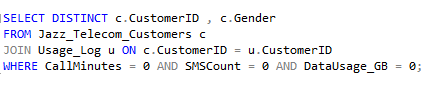 SELECT DISTINCT c.CustomerID , c.Gender
FROM Jazz_Telecom_Customers c
JOIN Usage_Log u ON c.CustomerID = u.CustomerID
WHERE CallMinutes = 0 AND SMSCount = 0 AND DataUsage_GB = 0;